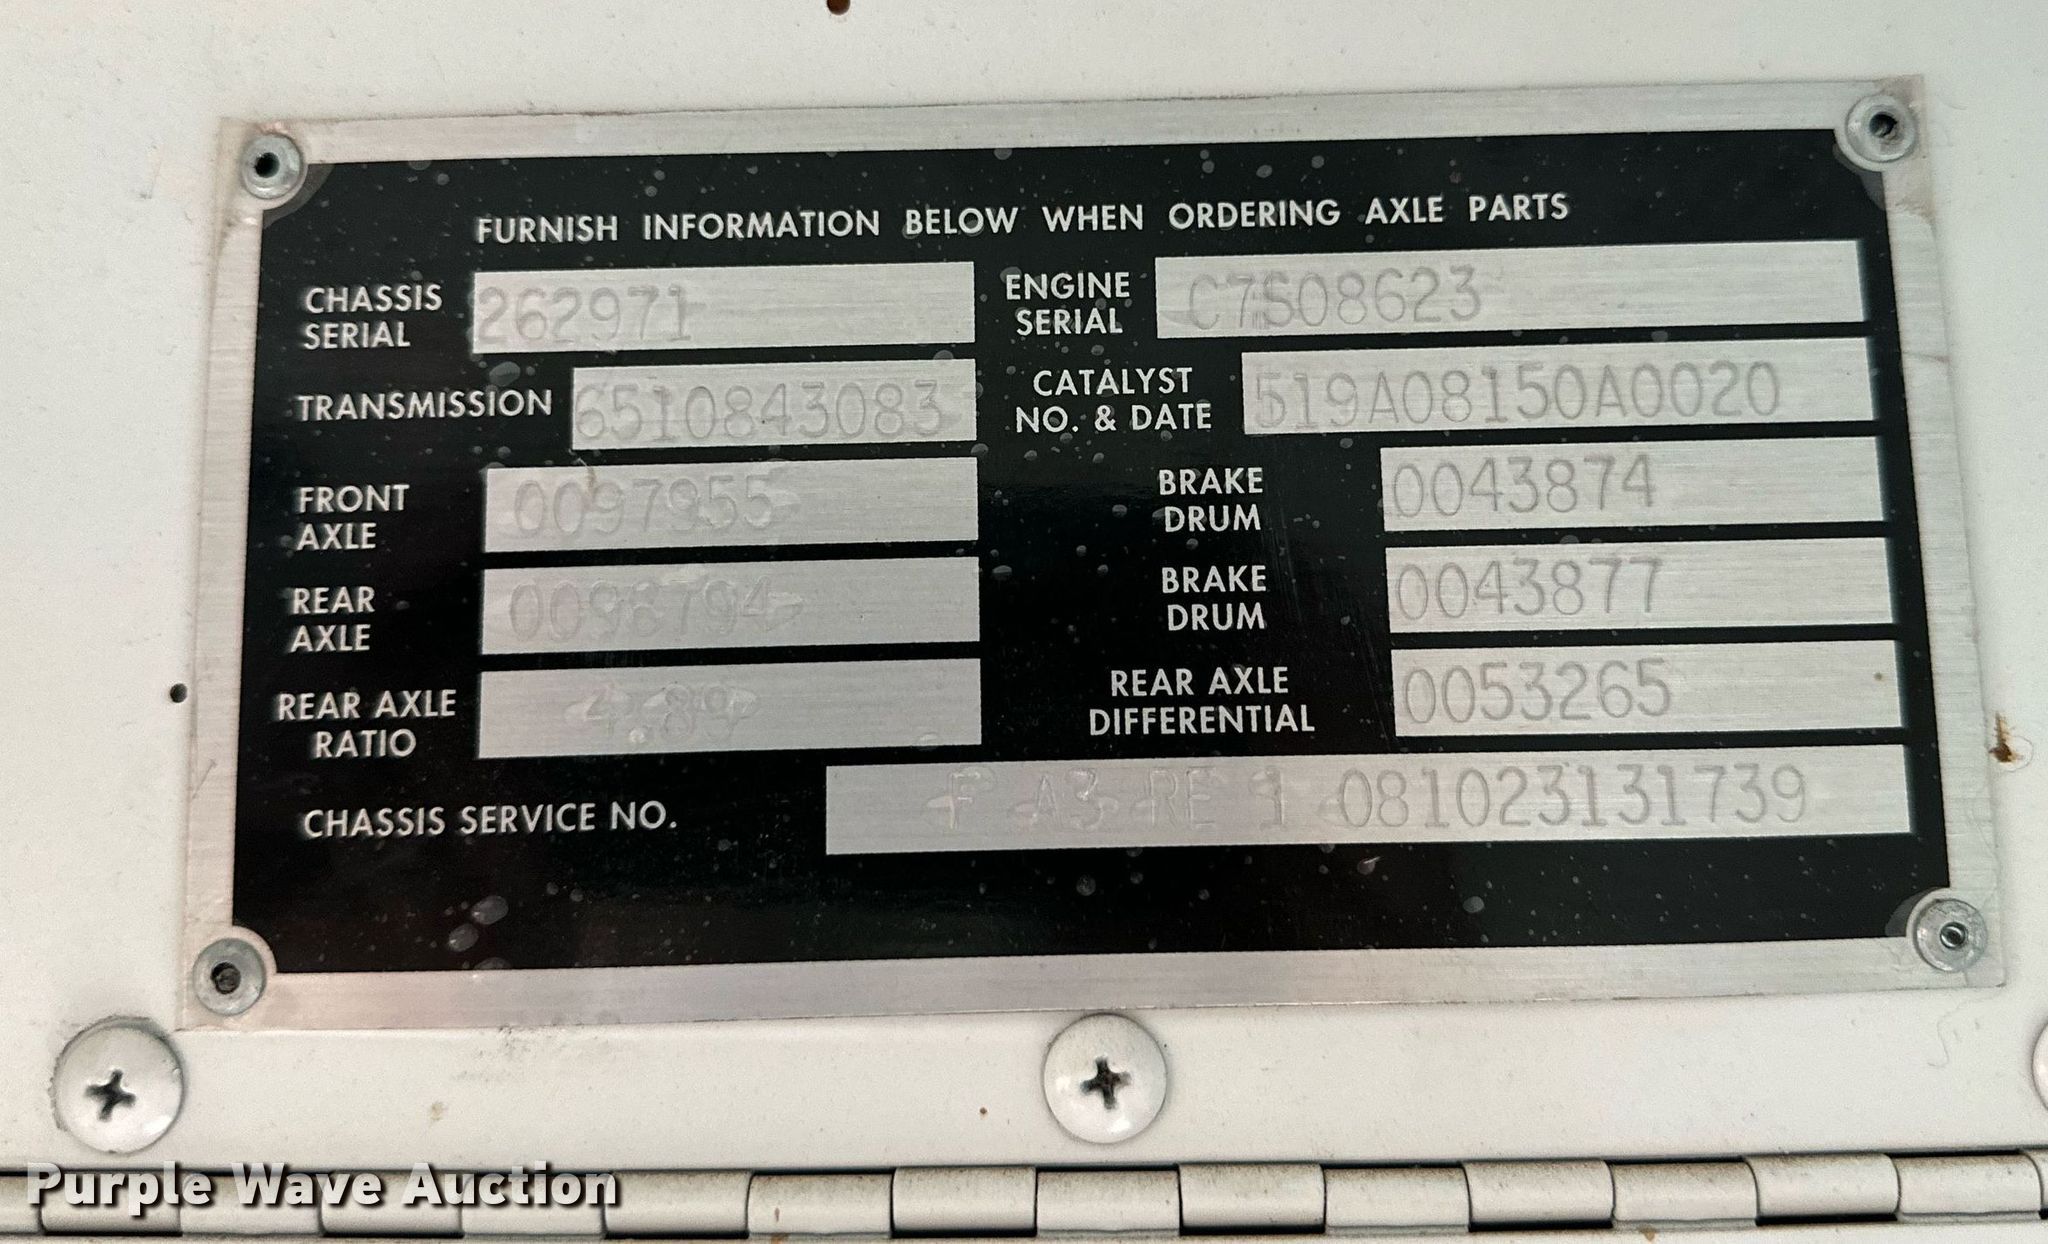 FURNISH INFORMATION BELOW WHEN ORDERING AXLE PARTS
CHASSIS SERIAL 262971
ENGINE SERIAL C7S08623
TRANSMISSION 6510843083
CATALYST NO. & DATE 519A08150A0020
FRONT AXLE 0097955
BRAKE DRUM 0043874
REAR AXLE 0098794
BRAKE DRUM 0043877
REAR AXLE RATIO 4.89
REAR AXLE DIFFERENTIAL 0053265
CHASSIS SERVICE NO. F A3 RE 1 081023131739
Purple Wave Auction